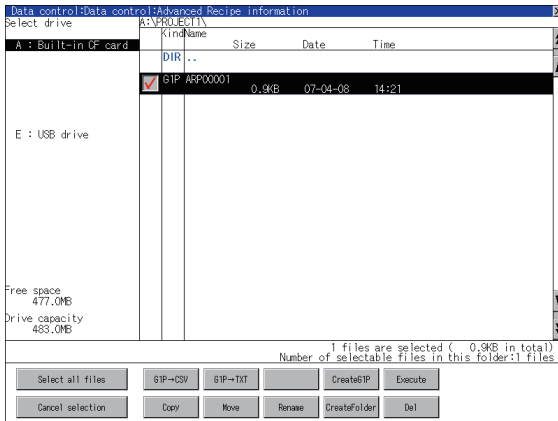 Data control:Data control:Advanced Recipe information
Select drive
A:\PROJECT1\
Kind Name
Size Date Time
A : Built-in CF card
DIR ..
G1P ARP00001
0.9KB 07-04-08 14:21
E : USB drive
Free space
477.0MB
Drive capacity
483.0MB
1 files are selected ( 0.9KB in total)
Number of selectable files in this folder:1 files
Select all files G1P→CSV G1P→TXT CreateG1P Execute
Cancel selection Copy Move Rename CreateFolder Del